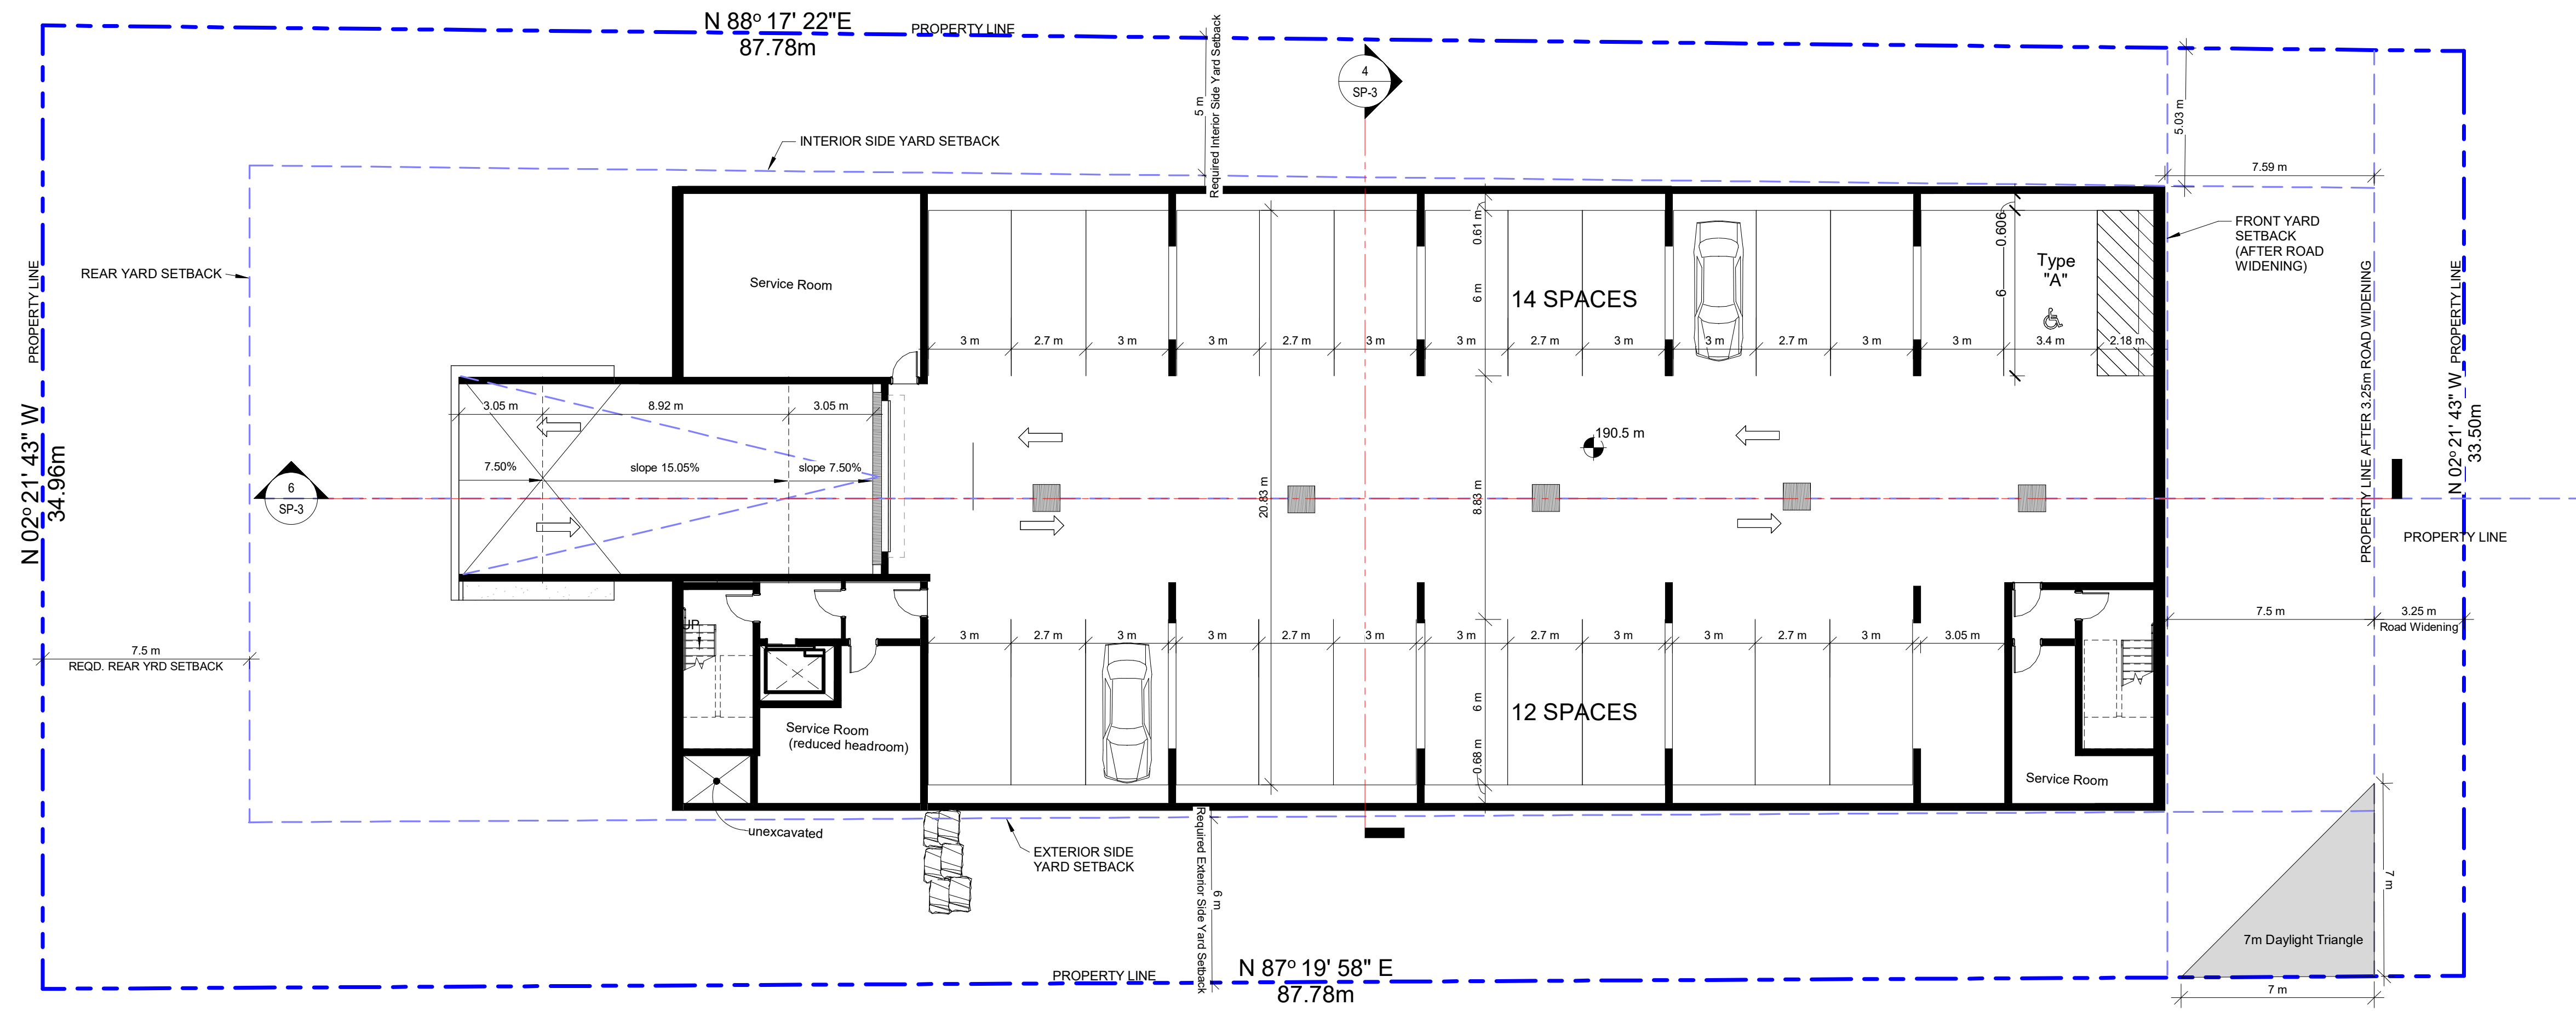 N 88º 17' 22"E
87.78m
PROPERTY LINE
Required Interior Side Yard Setback
5 m
4
SP-3
5.03 m
7.59 m
INTERIOR SIDE YARD SETBACK
REAR YARD SETBACK
FRONT YARD
SETBACK
(AFTER ROAD
WIDENING)
PROPERTY LINE
N 02º 21' 43" W
34.96m
Service Room
0.61 m
6 m
14 SPACES
0.606
6
Type
"A"
3 m
2.7 m
3 m
3 m
2.7 m
3 m
3 m
2.7 m
3 m
3 m
2.7 m
3 m
3 m
3.4 m
2.18 m
PROPERTY LINE AFTER 3.25m ROAD WIDENING
PROPERTY LINE
N 02º 21' 43" W
33.50m
PROPERTY LINE
3.05 m
8.92 m
3.05 m
7.50%
slope 15.05%
slope 7.50%
190.5 m
20.83 m
8.83 m
6
SP-3
7.5 m
REQD. REAR YRD SETBACK
UP
3 m
2.7 m
3 m
3 m
2.7 m
3 m
3 m
2.7 m
3 m
3 m
2.7 m
3 m
3.05 m
7.5 m
3.25 m
Road Widening
Service Room
(reduced headroom)
6 m
12 SPACES
0.68 m
Service Room
unexcavated
EXTERIOR SIDE
YARD SETBACK
Required Exterior Side Yard Setback
6 m
7 m
7m Daylight Triangle
7 m
PROPERTY LINE
N 87º 19' 58" E
87.78m